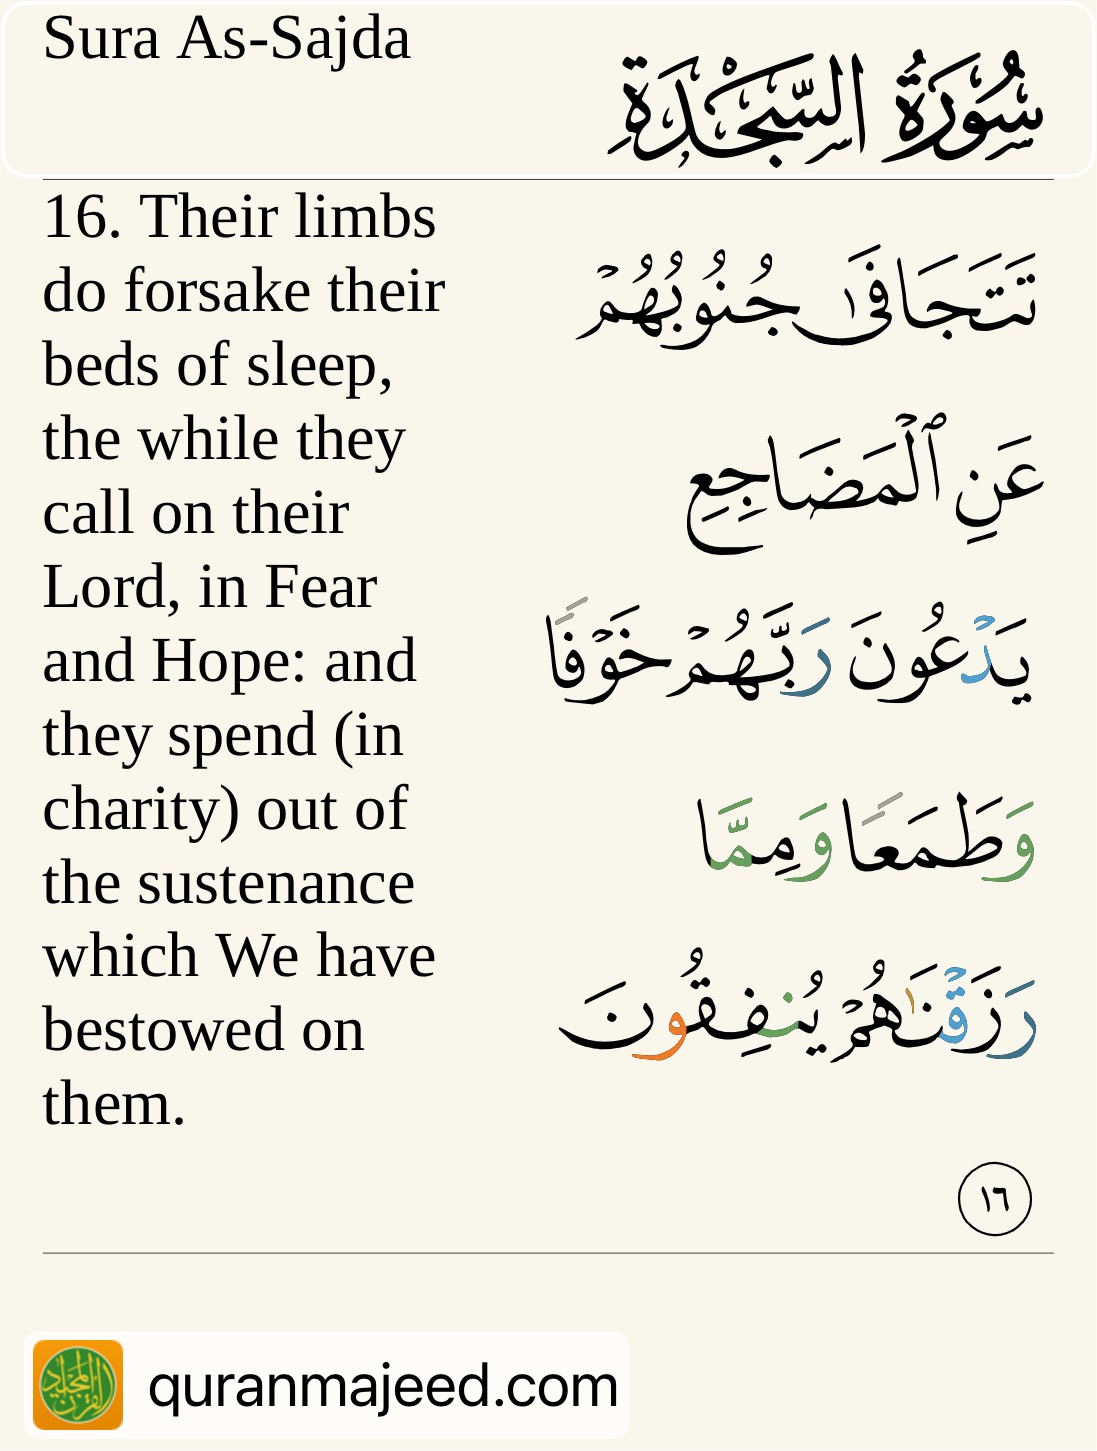 Sura As-Sajda
سُورَةُ السَّجْدَةِ
16. Their limbs
do forsake their
beds of sleep,
the while they
call on their
Lord, in Fear
and Hope: and
they spend (in
charity) out of
the sustenance
which We have
bestowed on
them.
تَتَجَافَىٰ جُنُوبُهُمْ
عَنِ ٱلْمَضَاجِعِ
يَدْعُونَ رَبَّهُمْ خَوْفًا
وَطَمَعًا وَمِمَّا
رَزَقْنَاهُمْ يُنفِقُونَ
١٦
quranmajeed.com